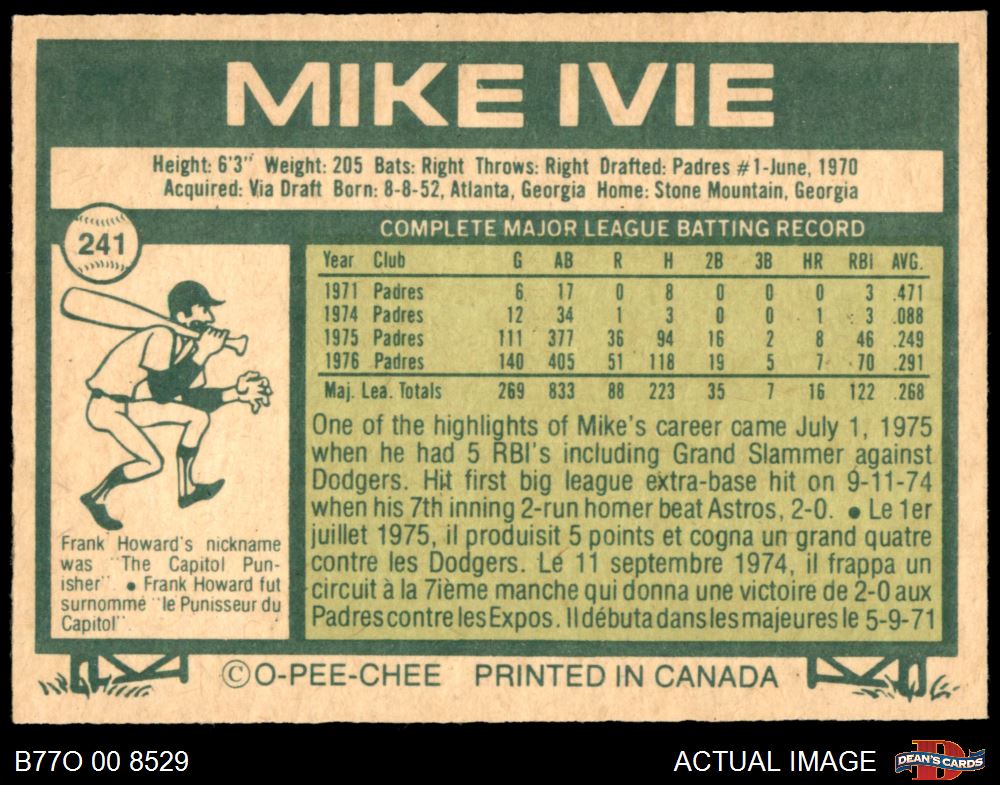 MIKE IVIE
Height: 6'3" Weight: 205 Bats: Right Throws: Right Drafted: Padres #1-June, 1970
Acquired: Via Draft Born: 8-8-52, Atlanta, Georgia Home: Stone Mountain, Georgia
241
COMPLETE MAJOR LEAGUE BATTING RECORD
Year Club G AB R H 2B 3B HR RBI AVG.
1971 Padres 6 17 0 8 0 0 0 3 .471
1974 Padres 12 34 1 3 0 0 1 3 .088
1975 Padres 111 377 36 94 16 2 8 46 .249
1976 Padres 140 405 51 118 19 5 7 70 .291
Maj. Lea. Totals 269 833 88 223 35 7 16 122 .268
One of the highlights of Mike's career came July 1, 1975
when he had 5 RBI's including Grand Slammer against
Dodgers. Hit first big league extra-base hit on 9-11-74
when his 7th inning 2-run homer beat Astros, 2-0. • Le 1er
juillet 1975, il produisit 5 points et cogna un grand quatre
contre les Dodgers. Le 11 septembre 1974, il frappa un
circuit à la 7ième manche qui donna une victoire de 2-0 aux
Padres contre les Expos. Il débuta dans les majeures le 5-9-71
Frank Howard's nickname
was "The Capitol Pun-
isher". • Frank Howard fut
surnommé "le Punisseur du
Capitol".
©O-PEE-CHEE PRINTED IN CANADA
B77O 00 8529
ACTUAL IMAGE
DEAN'S CARDS